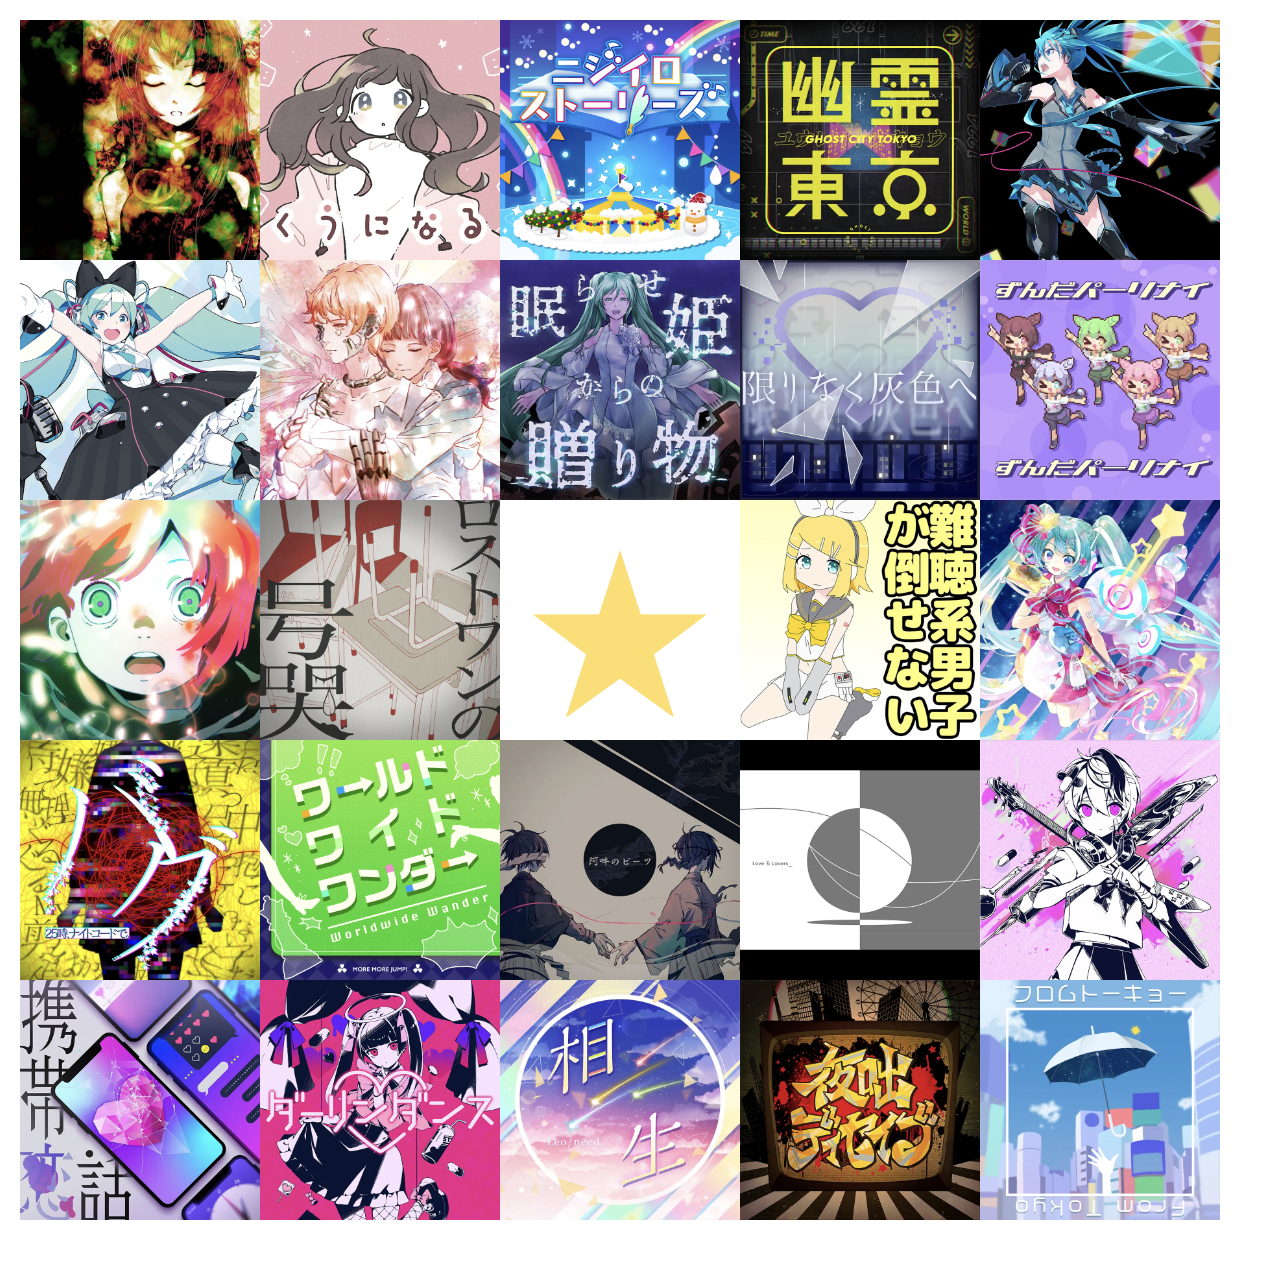 くうになる
ニジイロ
ストーリーズ
TIME
幽霊
GHOST CITY TOKYO
東京
WORLD
眠らせ姫
からの
贈り物
限りなく灰色へ
ずんだパーリナイ
ずんだパーリナイ
ロストワンの
号哭
難聴系男子
が倒せない
バグ
25時、ナイトコードで。
ワールド
ワイド
ワンダー
Worldwide Wander
MORE MORE JUMP!
河畔のビーツ
Love & Lovers_
携帯恋話
ダーリンダンス
相生
Leo/need
夜咄
ディセイブ
フロムトーキョー
From Tokyo